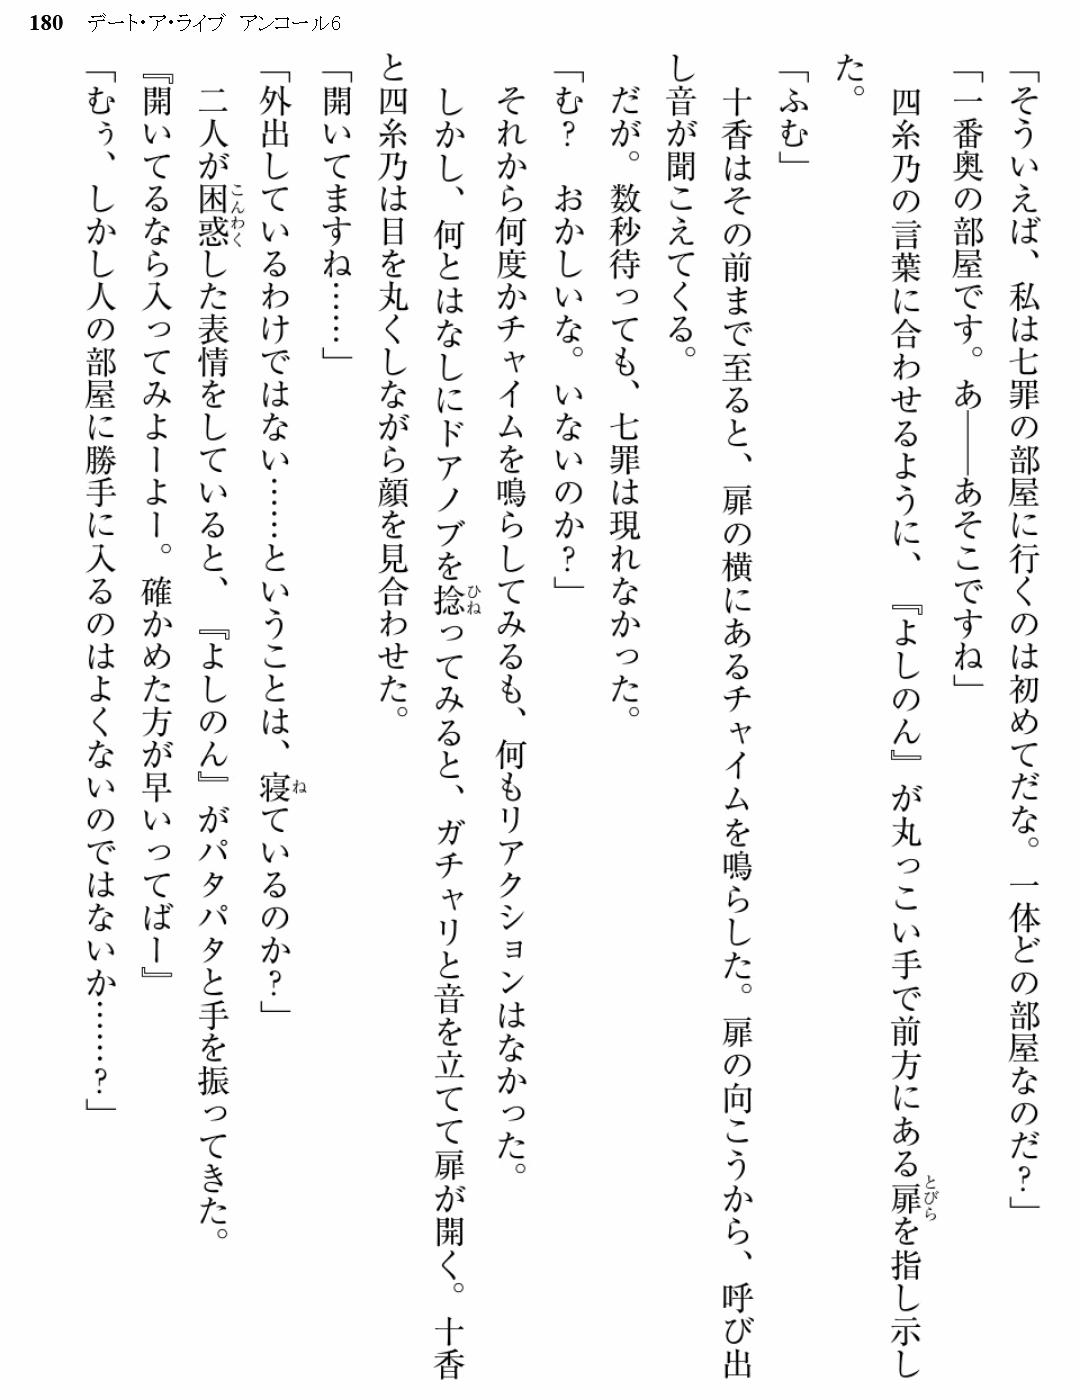 180 デート・ア・ライブ アンコール6
「そういえば、私は七罪の部屋に行くのは初めてだな。一体どの部屋なのだ？」
「一番奥の部屋です。あ――あそこですね」
　四糸乃の言葉に合わせるように、『よしのん』が丸っこい手で前方にある扉とびらを指し示し
た。
「ふむ」
　十香はその前まで至ると、扉の横にあるチャイムを鳴らした。扉の向こうから、呼び出
し音が聞こえてくる。
　だが。数秒待っても、七罪は現れなかった。
「む？　おかしいな。いないのか？」
　それから何度かチャイムを鳴らしてみるも、何もリアクションはなかった。
　しかし、何とはなしにドアノブを捻ひねってみると、ガチャリと音を立てて扉が開く。十香
と四糸乃は目を丸くしながら顔を見合わせた。
「開いてますね……」
「外出しているわけではない……ということは、寝ねているのか？」
　二人が困惑こんわくした表情をしていると、『よしのん』がパタパタと手を振ってきた。
『開いてるなら入ってみよーよー。確かめた方が早いってばー』
「むぅ、しかし人の部屋に勝手に入るのはよくないのではないか……？」